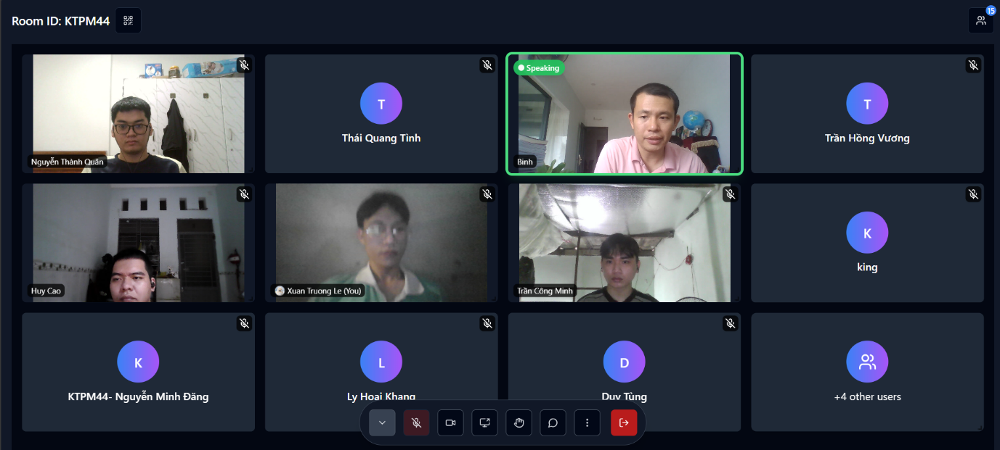 Room ID: KTPM44
15
Nguyễn Thành Quân
T
Thái Quang Tình
Speaking
Binh
T
Trần Hồng Vương
Huy Cao
Xuan Truong Le (You)
Trần Công Minh
K
king
K
KTPM44- Nguyễn Minh Đăng
L
Ly Hoai Khang
D
Duy Tùng
+4 other users